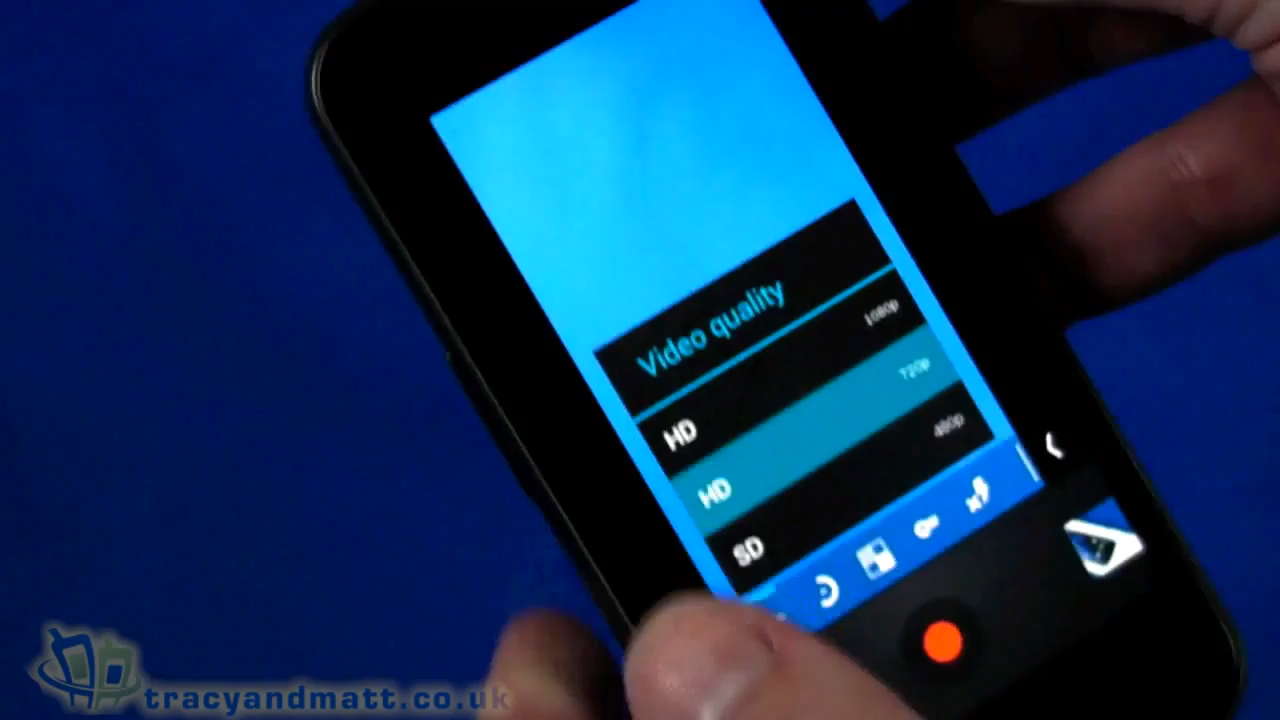 Video quality
HD 1080p
HD 720p
SD 480p
tracyandmatt.co.uk